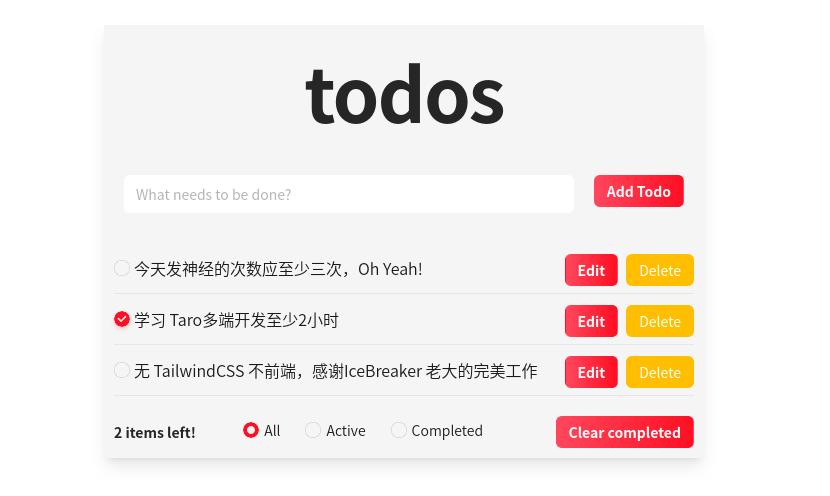 todos
What needs to be done?
Add Todo
今天发神经的次数应至少三次，Oh Yeah!
Edit
Delete
学习 Taro多端开发至少2小时
Edit
Delete
无 TailwindCSS 不前端，感谢IceBreaker 老大的完美工作
Edit
Delete
2 items left!
All
Active
Completed
Clear completed